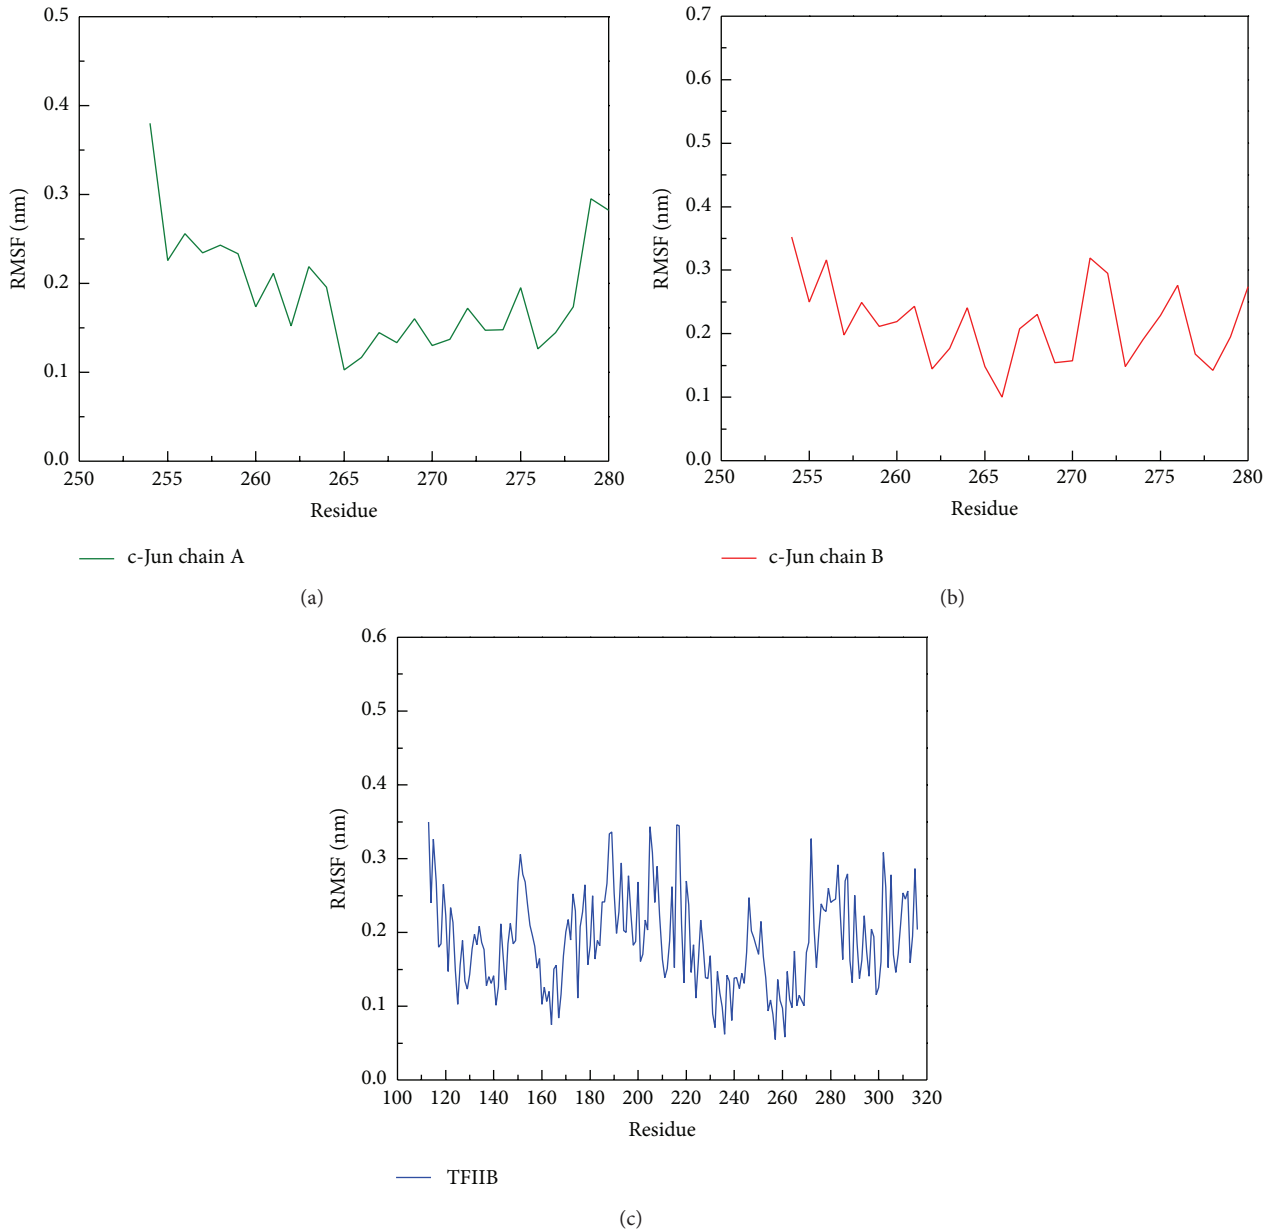 0.5
0.4
0.3
0.2
0.1
0.0
RMSF (nm)
250 255 260 265 270 275 280
Residue
c-Jun chain A
(a)
0.7
0.6
0.5
0.4
0.3
0.2
0.1
0.0
RMSF (nm)
250 255 260 265 270 275 280
Residue
c-Jun chain B
(b)
0.6
0.5
0.4
0.3
0.2
0.1
0.0
RMSF (nm)
100 120 140 160 180 200 220 240 260 280 300 320
Residue
TFIIB
(c)